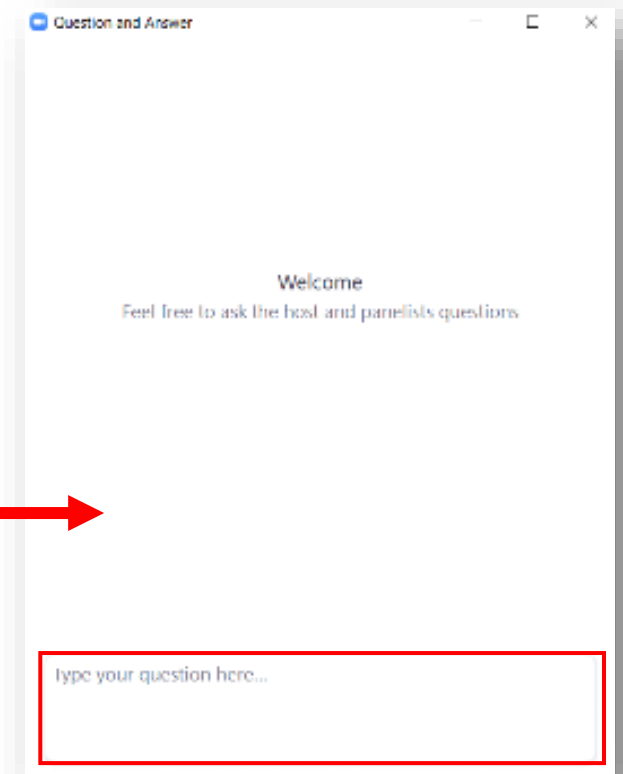 Question and Answer
Welcome
Feel free to ask the host and panelists questions
Type your question here...